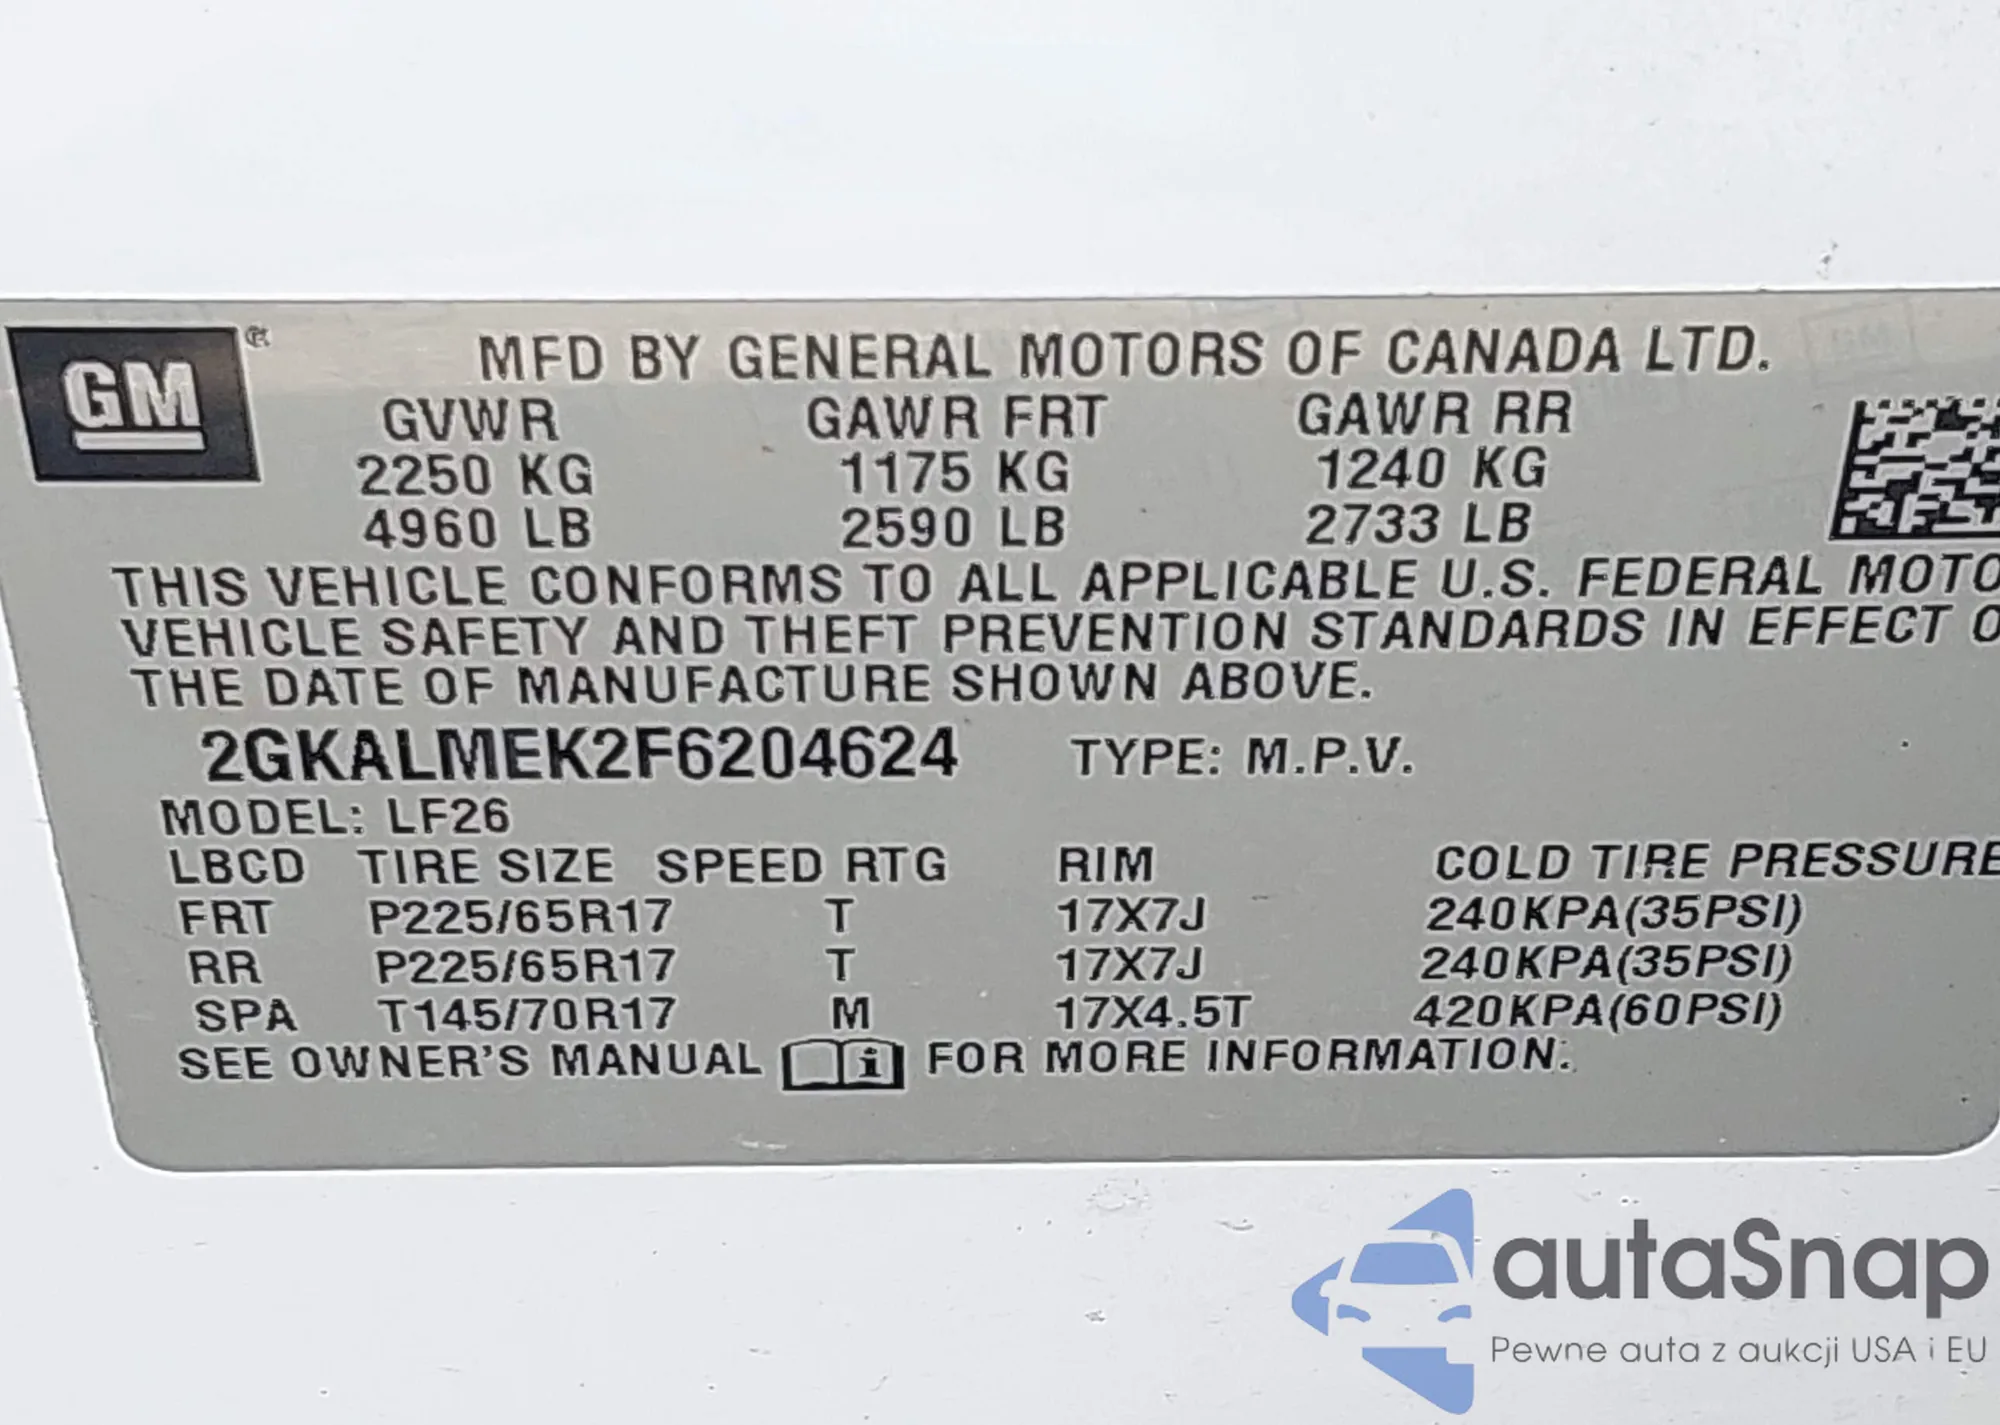 GM ®
MFD BY GENERAL MOTORS OF CANADA LTD.
GVWR GAWR FRT GAWR RR
2250 KG 1175 KG 1240 KG
4960 LB 2590 LB 2733 LB
THIS VEHICLE CONFORMS TO ALL APPLICABLE U.S. FEDERAL MOTO
VEHICLE SAFETY AND THEFT PREVENTION STANDARDS IN EFFECT O
THE DATE OF MANUFACTURE SHOWN ABOVE.
2GKALMEK2F6204624 TYPE: M.P.V.
MODEL: LF26
LBCD TIRE SIZE SPEED RTG RIM COLD TIRE PRESSURE
FRT P225/65R17 T 17X7J 240KPA(35PSI)
RR P225/65R17 T 17X7J 240KPA(35PSI)
SPA T145/70R17 M 17X4.5T 420KPA(60PSI)
SEE OWNER'S MANUAL i FOR MORE INFORMATION.
autaSnap
Pewne auta z aukcji USA i EU